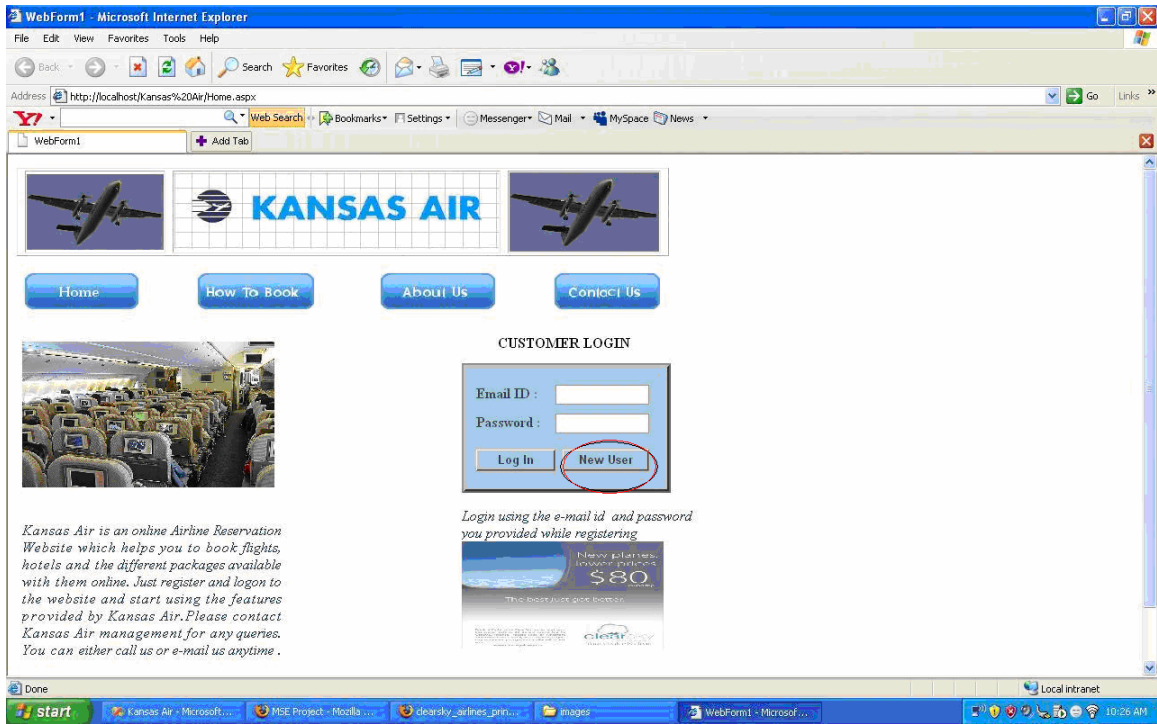 WebForm1 - Microsoft Internet Explorer
File Edit View Favorites Tools Help
Back Search Favorites
Address http://localhost/Kansas%20Air/Home.aspx Go Links »
Y7 Web Search Bookmarks Settings Messenger Mail MySpace News
WebForm1 Add Tab
KANSAS AIR
Home How To Book About Us Contact Us
CUSTOMER LOGIN
Email ID :
Password :
Log In New User
Login using the e-mail id and password
you provided while registering
New planes.
lower prices
$80
The best just got better.
clearsky
Kansas Air is an online Airline Reservation
Website which helps you to book flights,
hotels and the different packages available
with them online. Just register and logon to
the website and start using the features
provided by Kansas Air.Please contact
Kansas Air management for any queries.
You can either call us or e-mail us anytime .
Done Local intranet
start Kansas Air - Microsoft... MSE Project - Mozilla ... clearsky_airlines_prin... images WebForm1 - Microsof... 10:26 AM